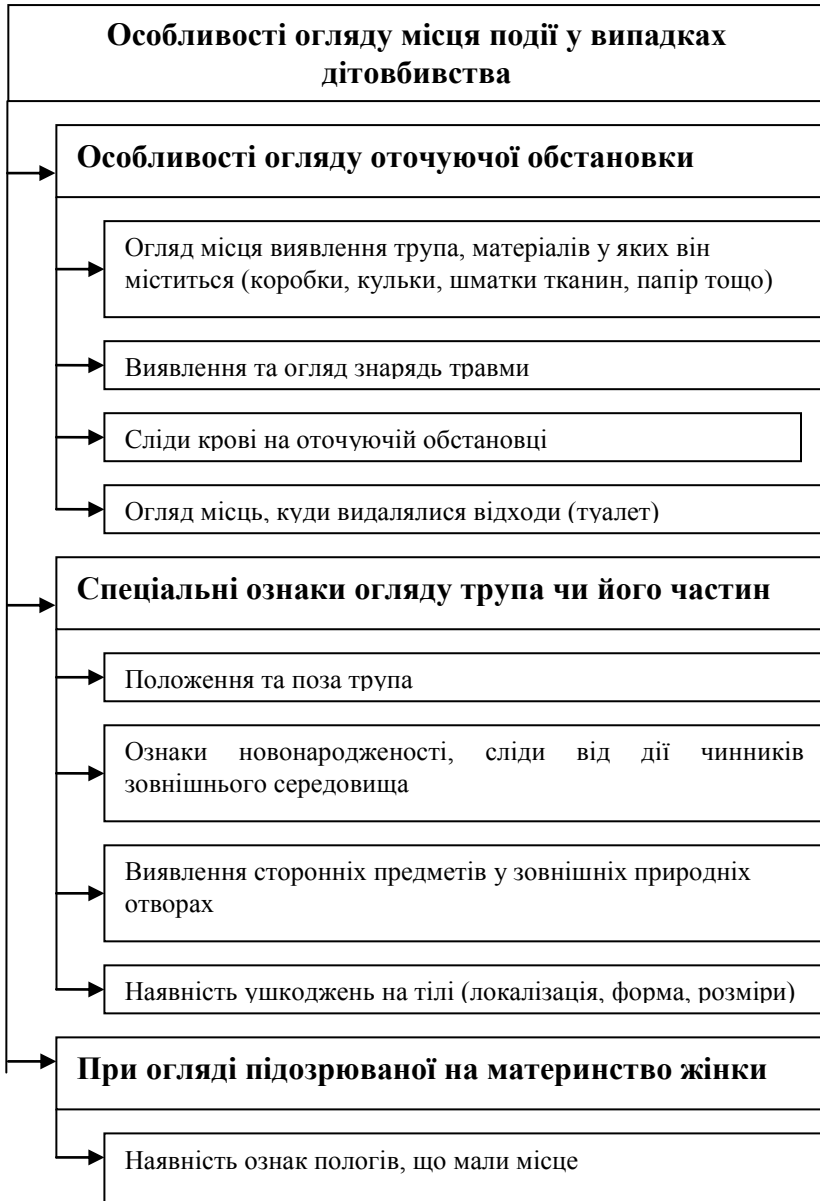 Особливості огляду місця події у випадках
дітовбивства
Особливості огляду оточуючої обстановки
Огляд місця виявлення трупа, матеріалів у яких він
міститься (коробки, кульки, шматки тканин, папір тощо)
Виявлення та огляд знарядь травми
Сліди крові на оточуючій обстановці
Огляд місць, куди видалялися відходи (туалет)
Спеціальні ознаки огляду трупа чи його частин
Положення та поза трупа
Ознаки новонародженості, сліди від дії чинників
зовнішнього середовища
Виявлення сторонніх предметів у зовнішніх природніх
отворах
Наявність ушкоджень на тілі (локалізація, форма, розміри)
При огляді підозрюваної на материнство жінки
Наявність ознак пологів, що мали місце